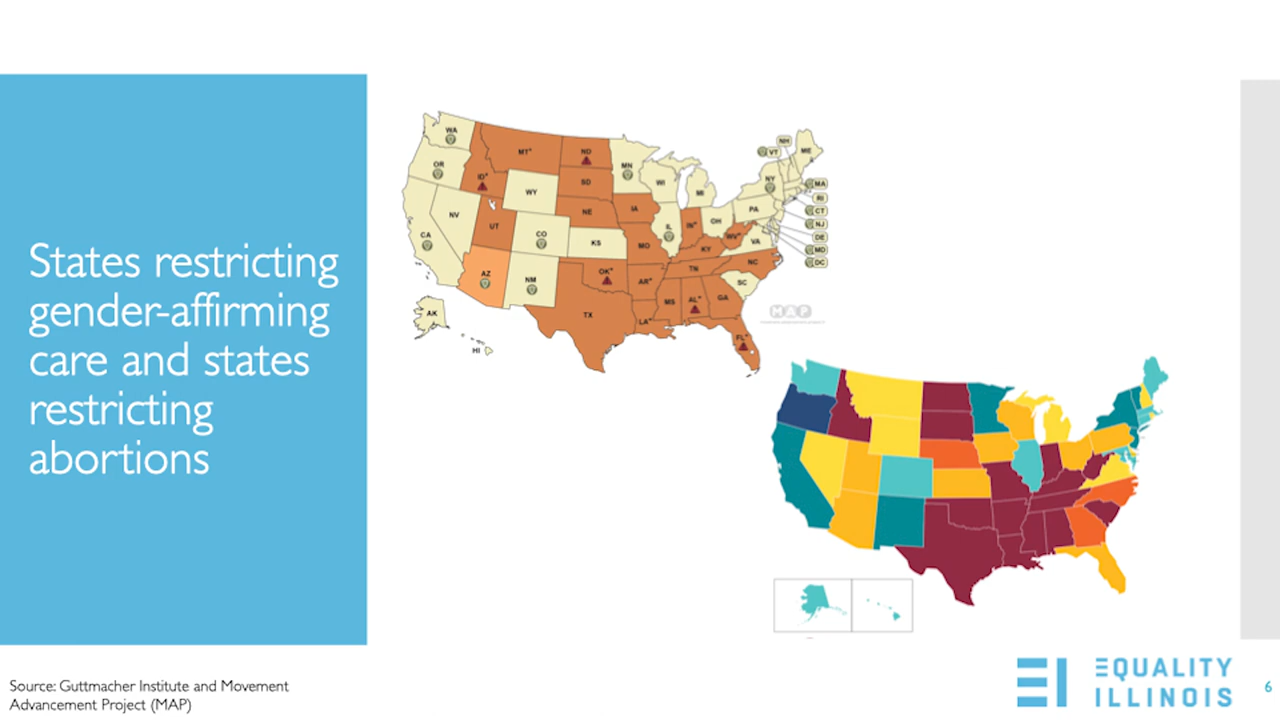 States restricting
gender-affirming
care and states
restricting
abortions
WA
MT*
ND
MN
OR
ID*
SD
WI
MI
NH
VT
ME
NY
MA
RI
CT
NJ
DE
MD
DC
WY
NV
UT
NE
IA
IL
IN*
OH
PA
WV*
VA
CA
CO
KS
MO
KY
NC
AZ
NM
OK*
AR*
TN
SC
TX
LA*
MS
AL*
GA
FL*
AK
HI
MAP
Source: Guttmacher Institute and Movement
Advancement Project (MAP)
EI
EQUALITY
ILLINOIS
6